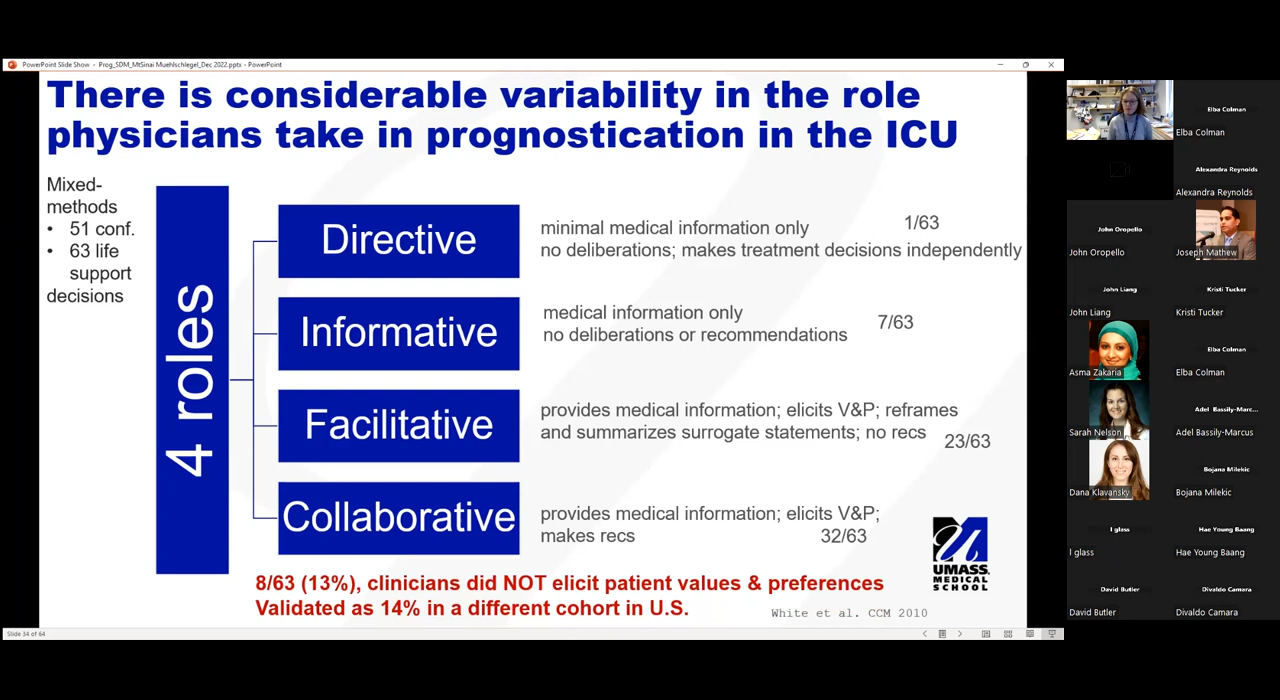 PowerPoint Slide Show - Prog_SDM_MtSinai Muehlschlegel_Dec 2022.pptx - PowerPoint
There is considerable variability in the role
physicians take in prognostication in the ICU
Mixed-
methods
• 51 conf.
• 63 life
support
decisions
4 roles
Directive
minimal medical information only
1/63
no deliberations; makes treatment decisions independently
Informative
medical information only
7/63
no deliberations or recommendations
Facilitative
provides medical information; elicits V&P; reframes
and summarizes surrogate statements; no recs
23/63
Collaborative
provides medical information; elicits V&P;
makes recs
32/63
8/63 (13%), clinicians did NOT elicit patient values & preferences
Validated as 14% in a different cohort in U.S.
White et al. CCM 2010
UMASS
MEDICAL
SCHOOL
Slide 34 of 64
Elba Colman
Elba Colman
Alexandra Reynolds
Alexandra Reynolds
John Oropello
John Oropello
Joseph Mathew
John Liang
John Liang
Kristi Tucker
Kristi Tucker
Asma Zakaria
Elba Colman
Elba Colman
Sarah Nelson
Adel Bassily-Marc...
Adel Bassily-Marcus
Dana Klavansky
Bojana Milekic
Bojana Milekic
l glass
l glass
Hae Young Baang
Hae Young Baang
David Butler
David Butler
Divaldo Camara
Divaldo Camara